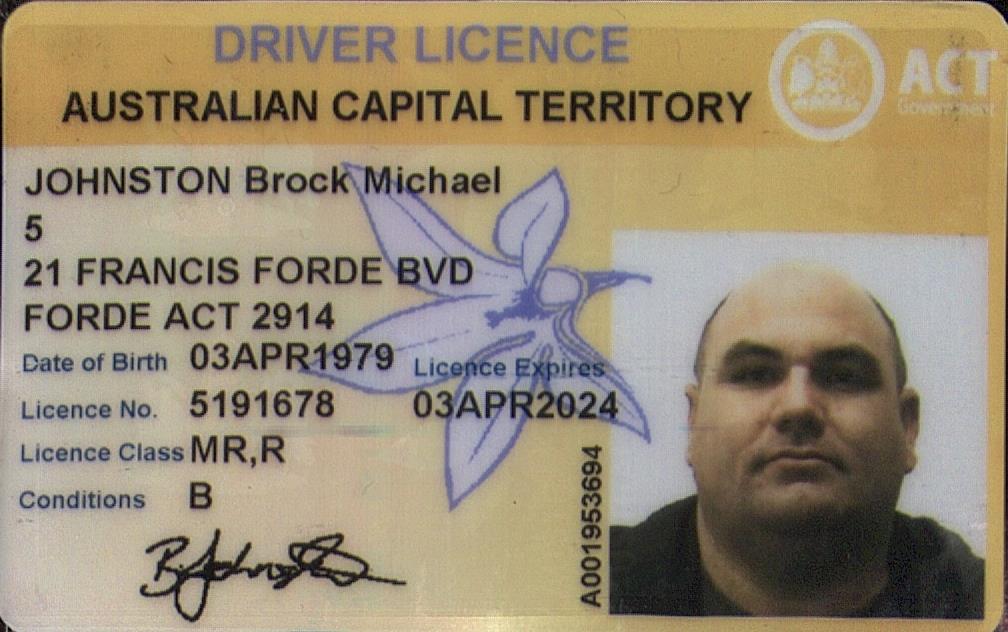 DRIVER LICENCE
AUSTRALIAN CAPITAL TERRITORY
ACT
Government
JOHNSTON Brock Michael
5
21 FRANCIS FORDE BVD
FORDE ACT 2914
Date of Birth 03APR1979 Licence Expires
Licence No. 5191678 03APR2024
Licence Class MR,R
Conditions B
B Johnston
A001953694